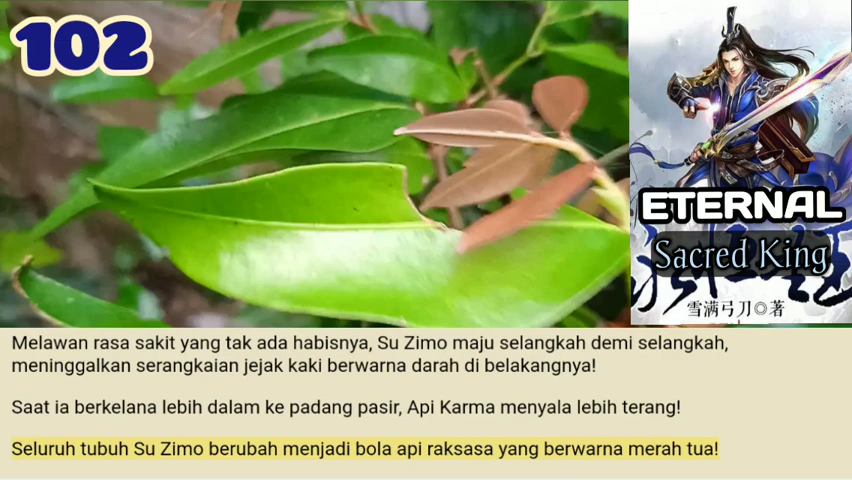 102
ETERNAL
Sacred King
雪满弓刀◎著
Melawan rasa sakit yang tak ada habisnya, Su Zimo maju selangkah demi selangkah,
meninggalkan serangkaian jejak kaki berwarna darah di belakangnya!
Saat ia berkelana lebih dalam ke padang pasir, Api Karma menyala lebih terang!
Seluruh tubuh Su Zimo berubah menjadi bola api raksasa yang berwarna merah tua!